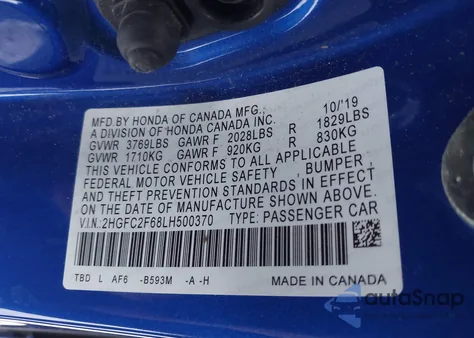 MFD.BY HONDA OF CANADA MFG.: 10/'19
A DIVISION OF HONDA CANADA INC.
GVWR 3769LBS GAWR F 2028LBS R 1829LBS
GVWR 1710KG GAWR F 920KG R 830KG
THIS VEHICLE CONFORMS TO ALL APPLICABLE
FEDERAL MOTOR VEHICLE SAFETY, BUMPER,
AND THEFT PREVENTION STANDARDS IN EFFECT
ON THE DATE OF MANUFACTURE SHOWN ABOVE.
V.I.N.: 2HGFC2F68LH500370 TYPE: PASSENGER CAR
TBD L AF6 -B593M -A -H MADE IN CANADA
autoSnap